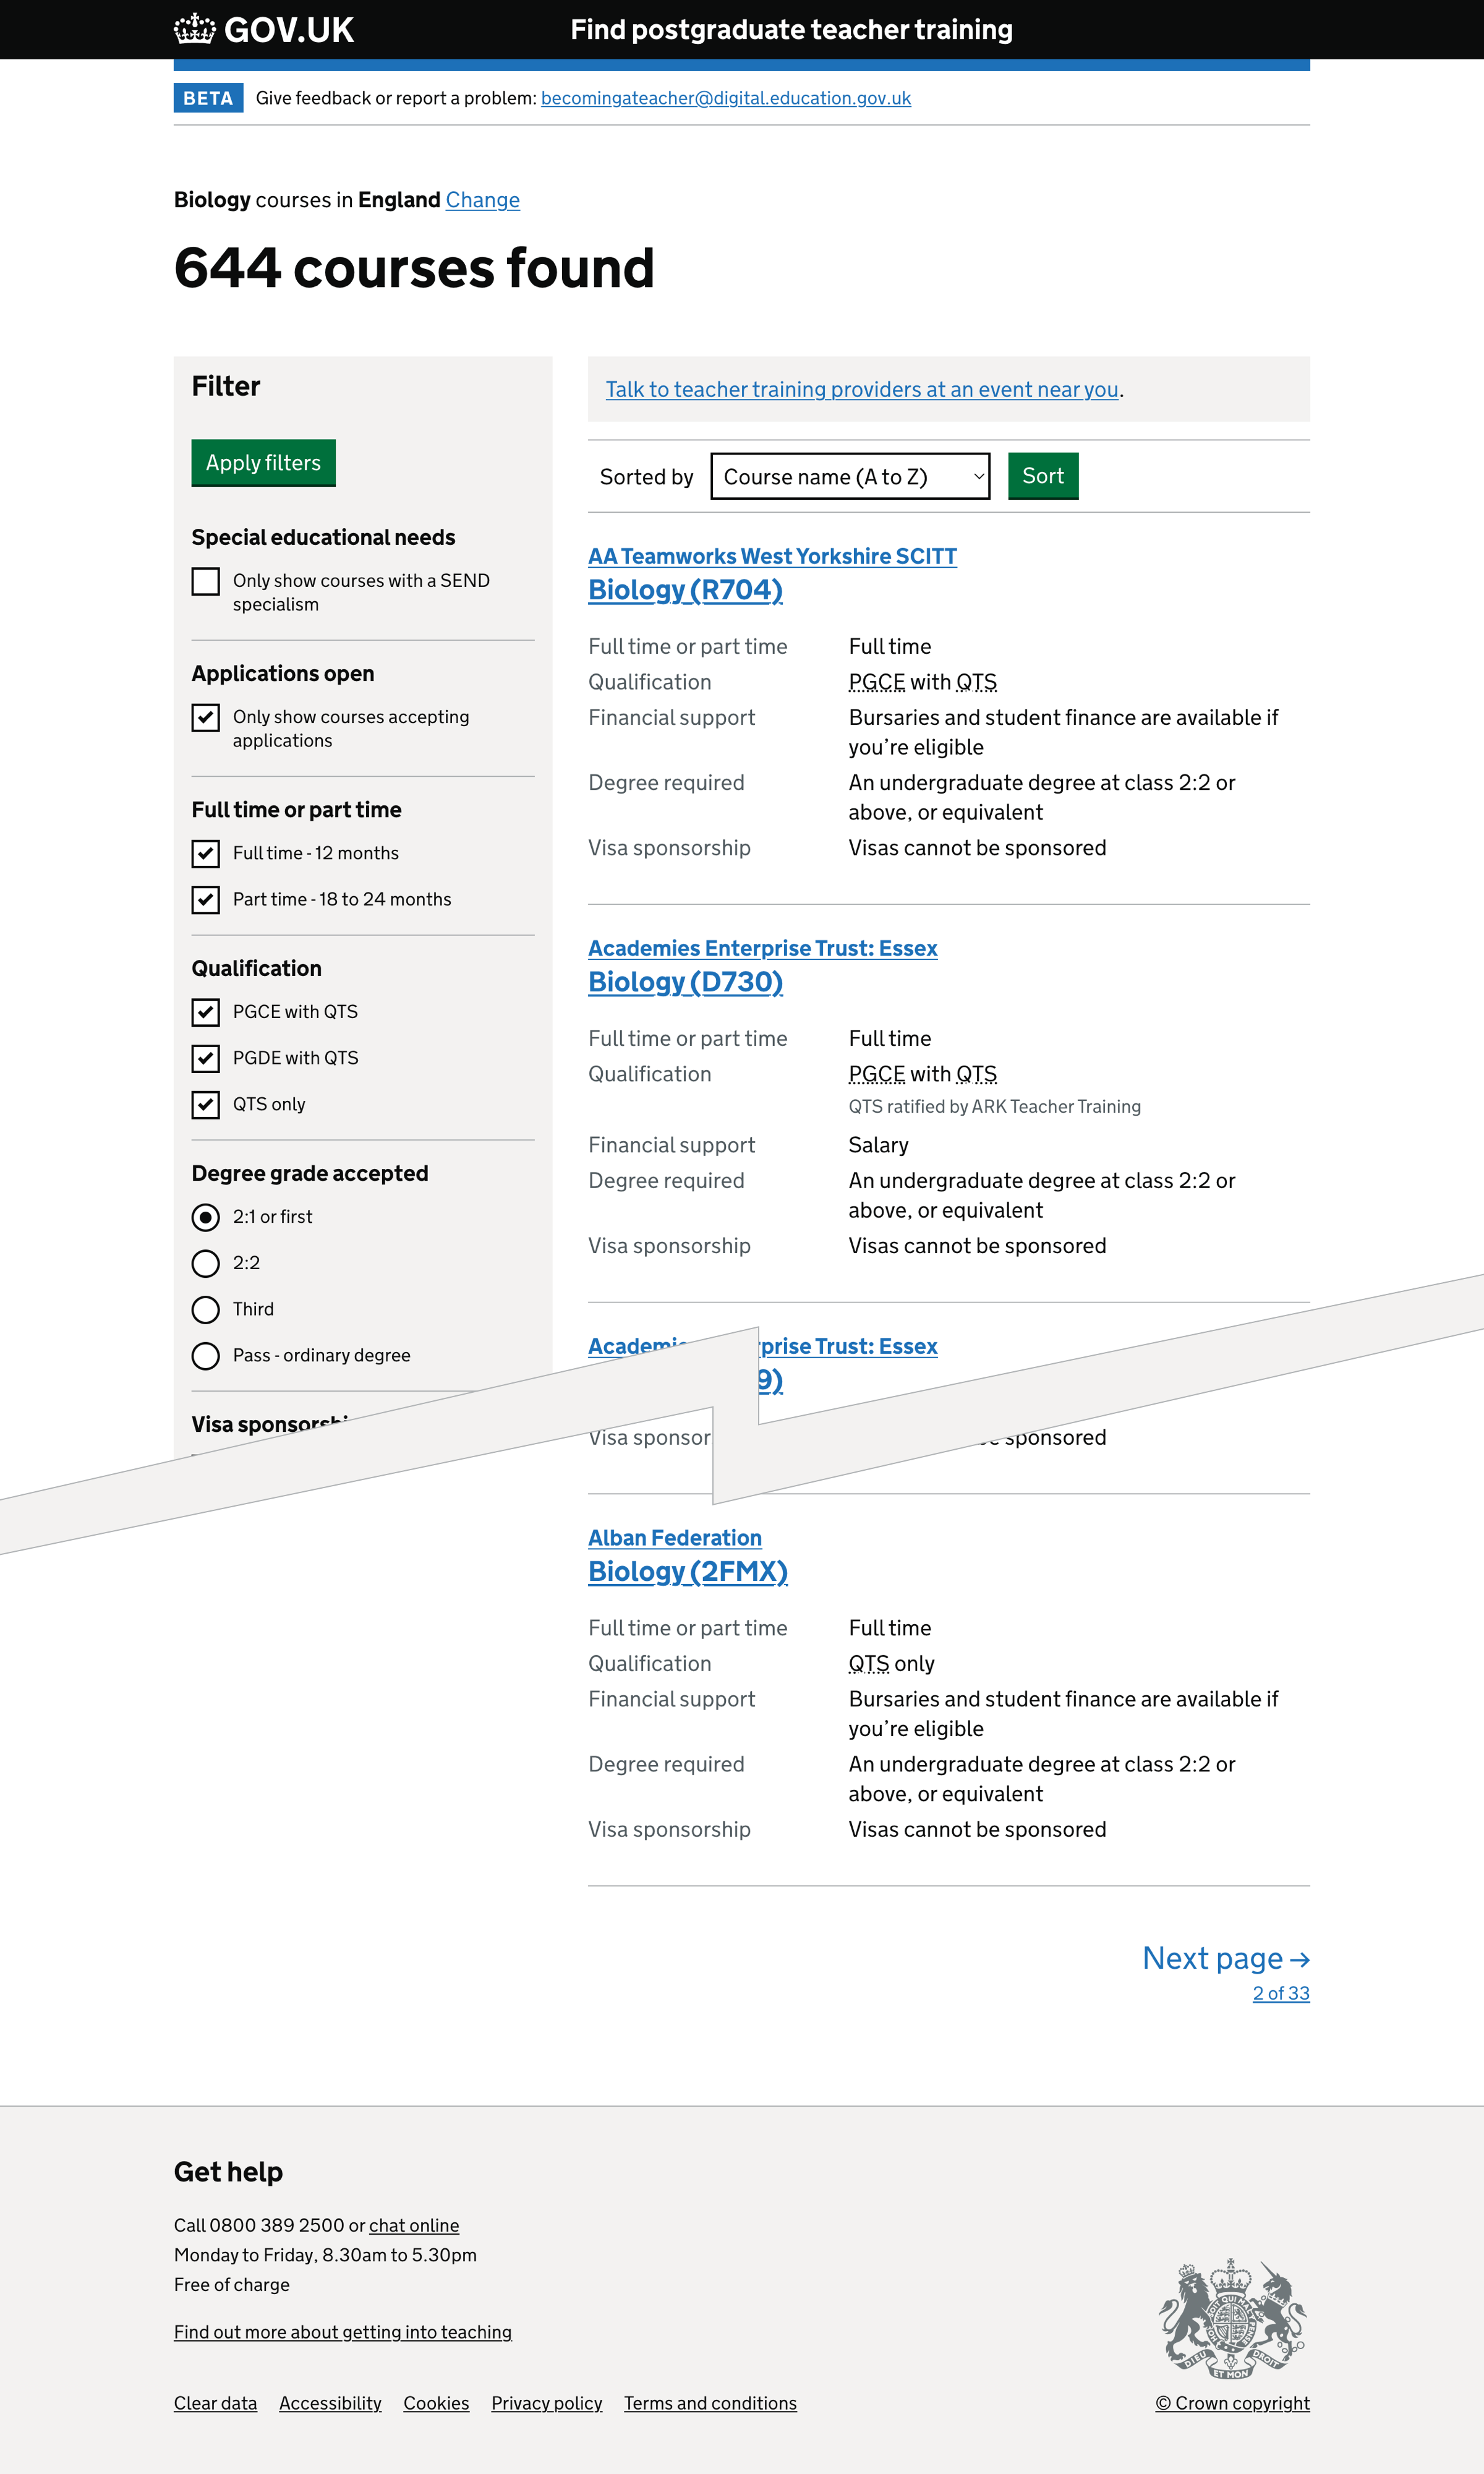 GOV.UK
Find postgraduate teacher training
BETA
Give feedback or report a problem: becomingateacher@digital.education.gov.uk
Biology courses in England Change
644 courses found
Filter
Apply filters
Special educational needs
Only show courses with a SEND
specialism
Applications open
Only show courses accepting
applications
Full time or part time
Full time - 12 months
Part time - 18 to 24 months
Qualification
PGCE with QTS
PGDE with QTS
QTS only
Degree grade accepted
2:1 or first
2:2
Third
Pass - ordinary degree
Visa sponsorshi
Talk to teacher training providers at an event near you.
Sorted by
Course name (A to Z)
Sort
AA Teamworks West Yorkshire SCITT
Biology (R704)
Full time or part time Full time
Qualification PGCE with QTS
Financial support Bursaries and student finance are available if
you’re eligible
Degree required An undergraduate degree at class 2:2 or
above, or equivalent
Visa sponsorship Visas cannot be sponsored
Academies Enterprise Trust: Essex
Biology (D730)
Full time or part time Full time
Qualification PGCE with QTS
QTS ratified by ARK Teacher Training
Financial support Salary
Degree required An undergraduate degree at class 2:2 or
above, or equivalent
Visa sponsorship Visas cannot be sponsored
Trust: Essex
9)
Visa sponsored
Alban Federation
Biology (2FMX)
Full time or part time Full time
Qualification QTS only
Financial support Bursaries and student finance are available if
you’re eligible
Degree required An undergraduate degree at class 2:2 or
above, or equivalent
Visa sponsorship Visas cannot be sponsored
Next page →
2 of 33
Get help
Call 0800 389 2500 or chat online
Monday to Friday, 8.30am to 5.30pm
Free of charge
Find out more about getting into teaching
Clear data Accessibility Cookies Privacy policy Terms and conditions
DIEU ET MON DROIT
© Crown copyright